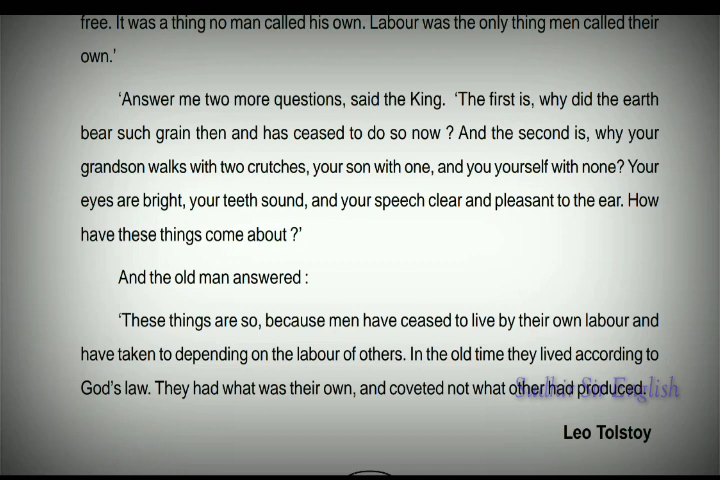 free. It was a thing no man called his own. Labour was the only thing men called their
own.'
'Answer me two more questions, said the King. 'The first is, why did the earth
bear such grain then and has ceased to do so now ? And the second is, why your
grandson walks with two crutches, your son with one, and you yourself with none? Your
eyes are bright, your teeth sound, and your speech clear and pleasant to the ear. How
have these things come about ?'
And the old man answered :
'These things are so, because men have ceased to live by their own labour and
have taken to depending on the labour of others. In the old time they lived according to
God's law. They had what was their own, and coveted not what other had produced.
Sir English
Leo Tolstoy